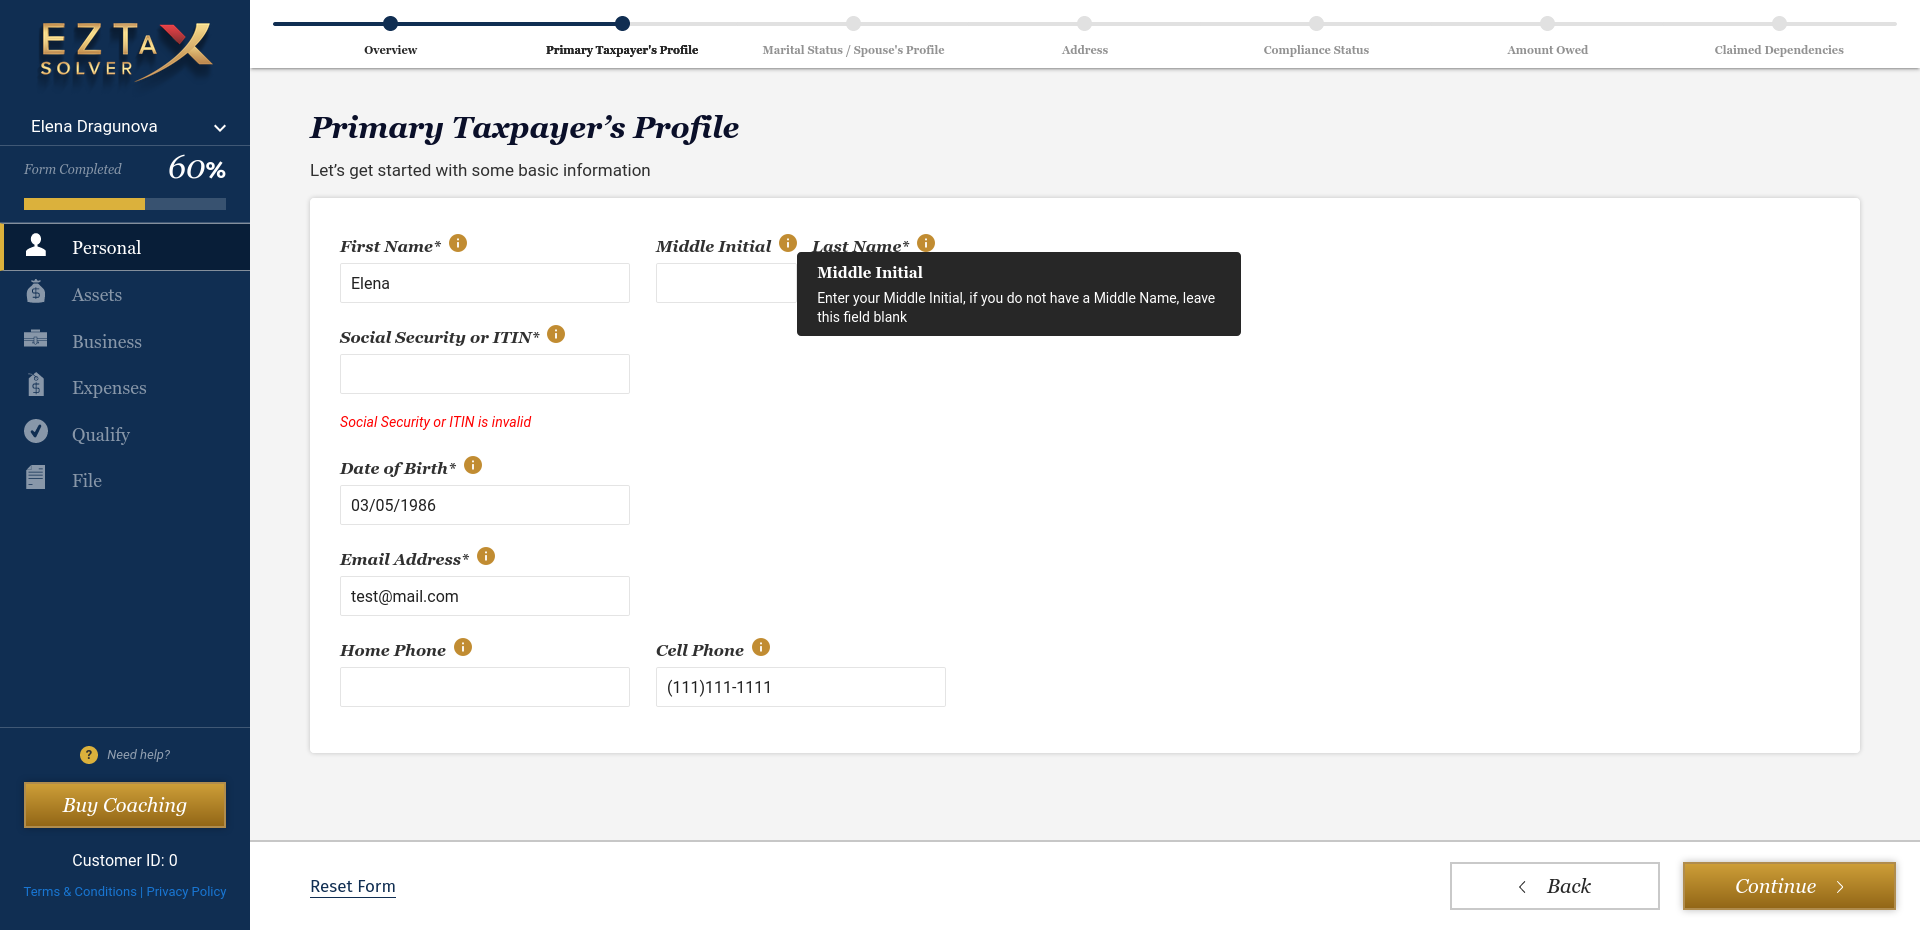 EZTAX
SOLVER
Elena Dragunova
Form Completed 60%
Personal
Assets
Business
Expenses
Qualify
File
? Need help?
Buy Coaching
Customer ID: 0
Terms & Conditions | Privacy Policy
Overview
Primary Taxpayer's Profile
Marital Status / Spouse's Profile
Address
Compliance Status
Amount Owed
Claimed Dependencies
Primary Taxpayer’s Profile
Let’s get started with some basic information
First Name* Middle Initial Last Name*
Elena
Middle Initial
Enter your Middle Initial, if you do not have a Middle Name, leave
this field blank
Social Security or ITIN*
Social Security or ITIN is invalid
Date of Birth*
03/05/1986
Email Address*
test@mail.com
Home Phone Cell Phone
(111)111-1111
Reset Form
Back
Continue